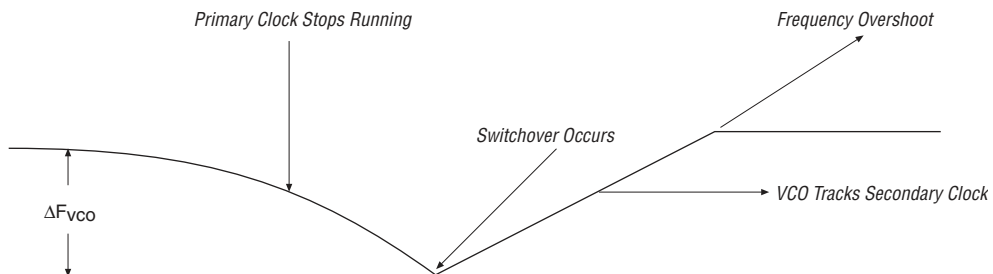 Primary Clock Stops Running
Frequency Overshoot
Switchover Occurs
VCO Tracks Secondary Clock
ΔFVCO